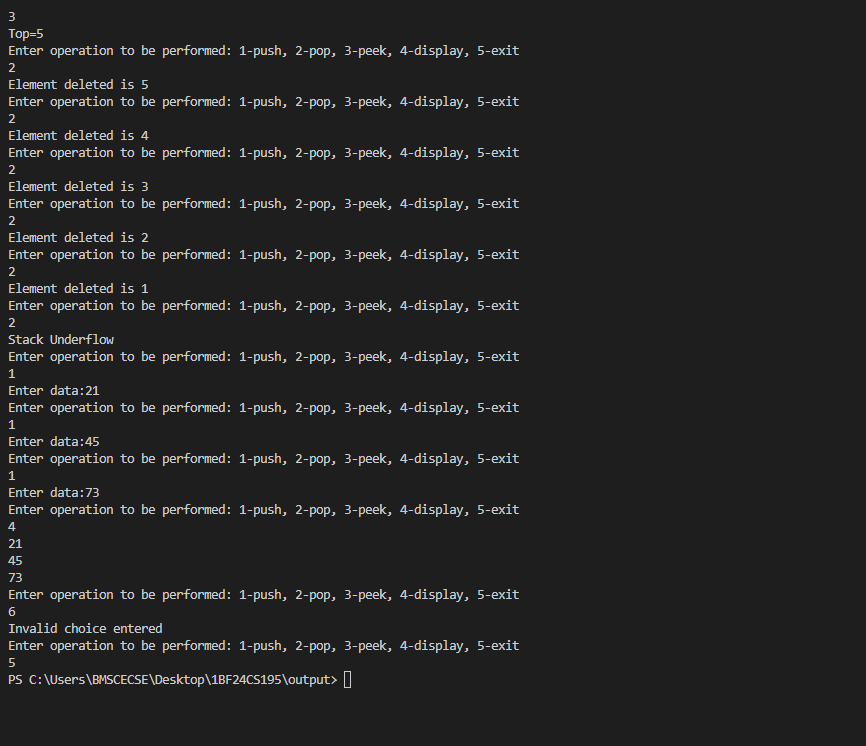 3
Top=5
Enter operation to be performed: 1-push, 2-pop, 3-peek, 4-display, 5-exit
2
Element deleted is 5
Enter operation to be performed: 1-push, 2-pop, 3-peek, 4-display, 5-exit
2
Element deleted is 4
Enter operation to be performed: 1-push, 2-pop, 3-peek, 4-display, 5-exit
2
Element deleted is 3
Enter operation to be performed: 1-push, 2-pop, 3-peek, 4-display, 5-exit
2
Element deleted is 2
Enter operation to be performed: 1-push, 2-pop, 3-peek, 4-display, 5-exit
2
Element deleted is 1
Enter operation to be performed: 1-push, 2-pop, 3-peek, 4-display, 5-exit
2
Stack Underflow
Enter operation to be performed: 1-push, 2-pop, 3-peek, 4-display, 5-exit
1
Enter data:21
Enter operation to be performed: 1-push, 2-pop, 3-peek, 4-display, 5-exit
1
Enter data:45
Enter operation to be performed: 1-push, 2-pop, 3-peek, 4-display, 5-exit
1
Enter data:73
Enter operation to be performed: 1-push, 2-pop, 3-peek, 4-display, 5-exit
4
21
45
73
Enter operation to be performed: 1-push, 2-pop, 3-peek, 4-display, 5-exit
6
Invalid choice entered
Enter operation to be performed: 1-push, 2-pop, 3-peek, 4-display, 5-exit
5
PS C:\Users\BMSCECSE\Desktop\1BF24CS195\output>